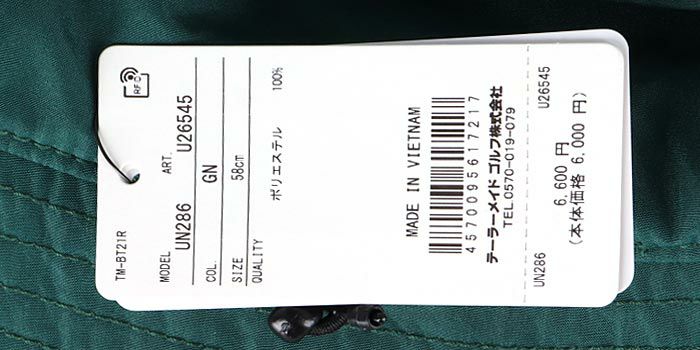 RFID
TM-BT21R
MODEL UN286 ART. U26545
COL. GN
SIZE 58cm
QUALITY
ポリエステル 100%
MADE IN VIETNAM
4570095617217
テーラーメイド ゴルフ株式会社
TEL.0570-019-079
UN286 U26545
6,600 円
(本体価格 6,000 円)